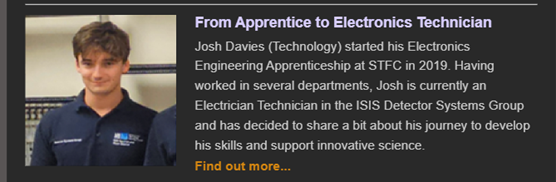 From Apprentice to Electronics Technician
Josh Davies (Technology) started his Electronics
Engineering Apprenticeship at STFC in 2019. Having
worked in several departments, Josh is currently an
Electrician Technician in the ISIS Detector Systems Group
and has decided to share a bit about his journey to develop
his skills and support innovative science.
Find out more...